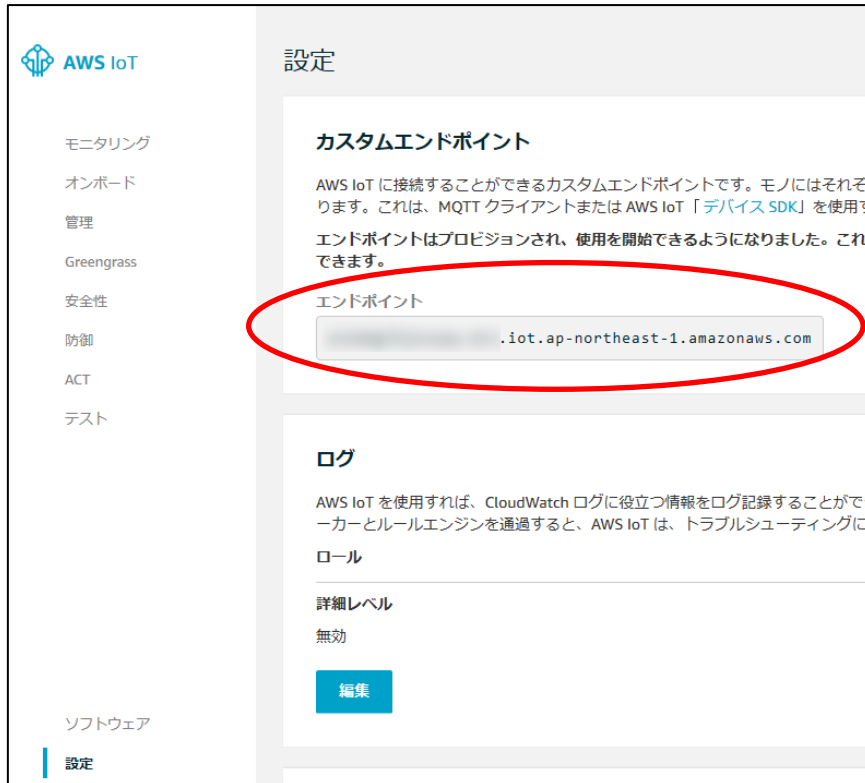 AWS IoT
モニタリング
オンボード
管理
Greengrass
安全性
防御
ACT
テスト
ソフトウェア
設定
設定
カスタムエンドポイント
AWS IoT に接続することができるカスタムエンドポイントです。モノにはそれぞ
ります。これは、MQTT クライアントまたは AWS IoT「デバイス SDK」を使用す
エンドポイントはプロビジョンされ、使用を開始できるようになりました。これ
できます。
エンドポイント
.iot.ap-northeast-1.amazonaws.com
ログ
AWS IoT を使用すれば、CloudWatch ログに役立つ情報をログ記録することがで
ーカーとルールエンジンを通過すると、AWS IoT は、トラブルシューティングに
ロール
詳細レベル
無効
編集